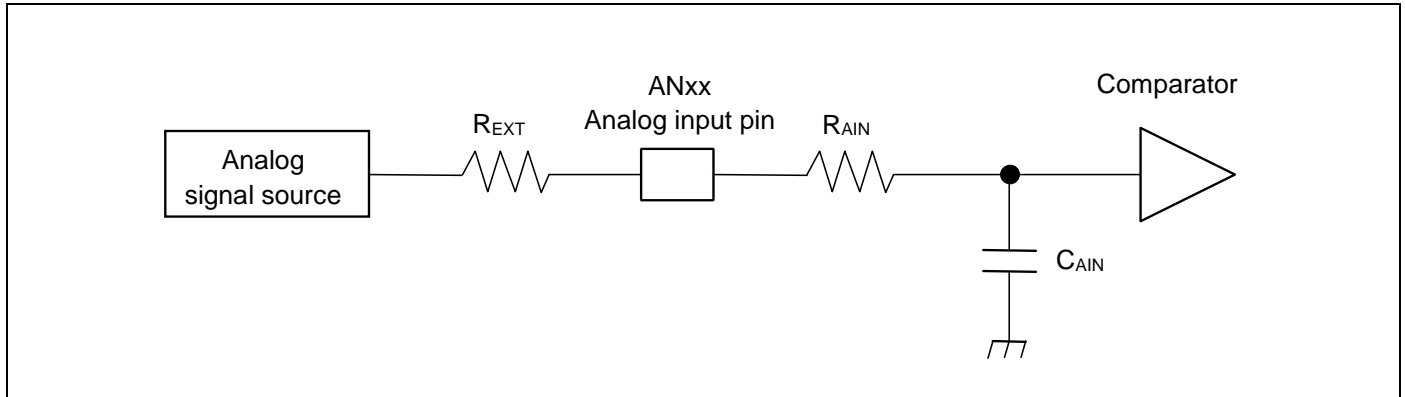 Analog
signal source
REXT
ANxx
Analog input pin
RAIN
Comparator
CAIN